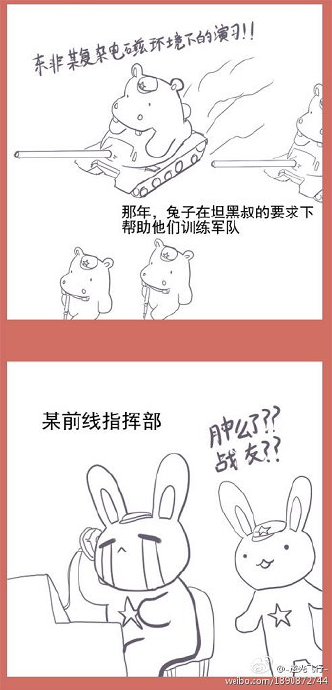 东非某复杂电磁环境下的演习!!
那年，兔子在坦黑叔的要求下
帮助他们训练军队
某前线指挥部
肿么了??
战友??
weibo.com/1890872744